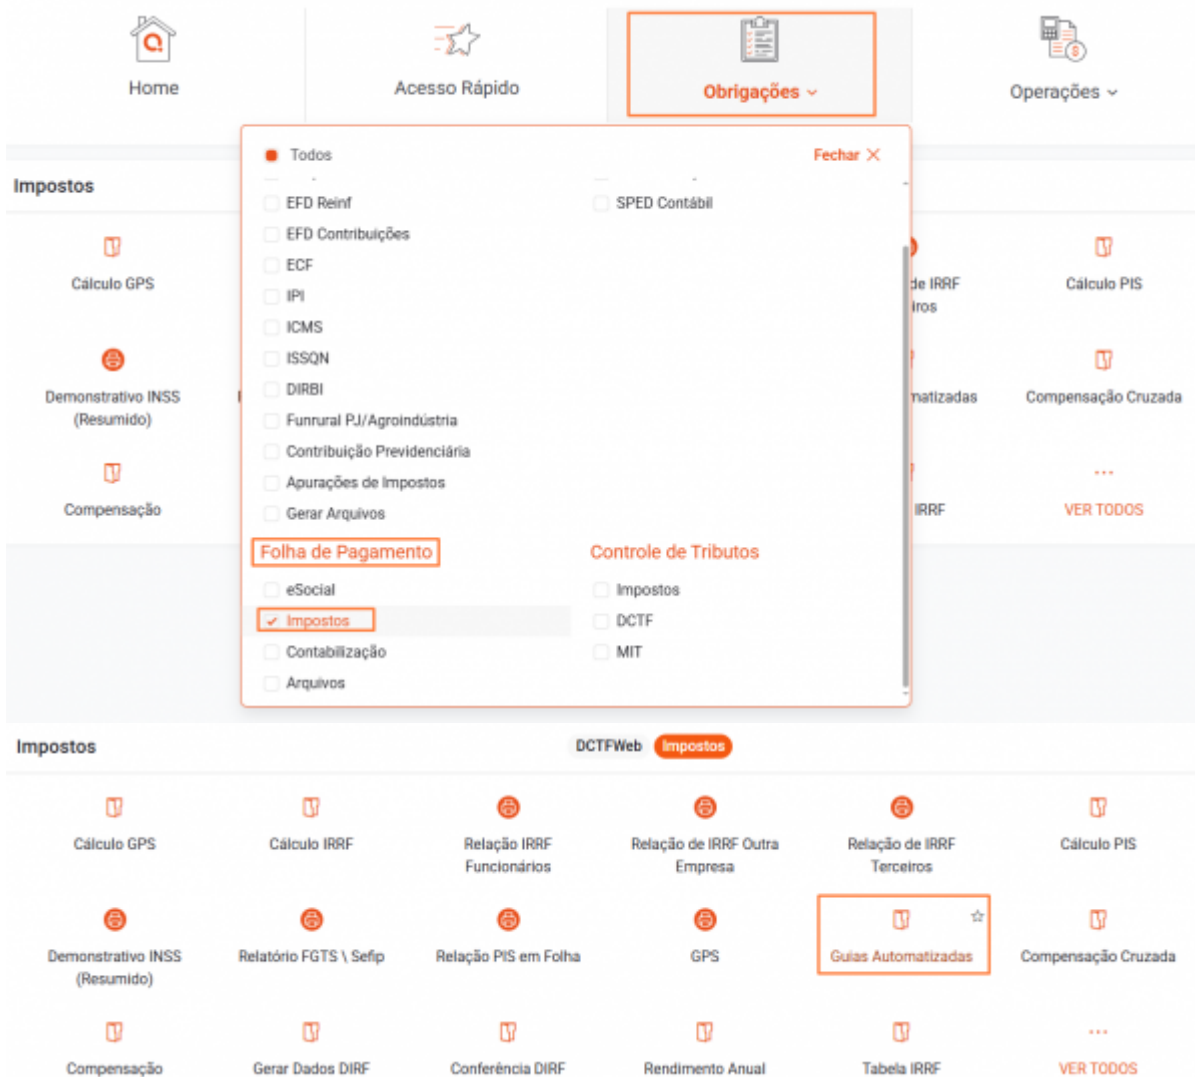 Home
Acesso Rápido
Obrigações
Operações
Todos
Fechar
Impostos
EFD Reinf
SPED Contábil
EFD Contribuições
ECF
IPI
ICMS
ISSQN
DIRBI
Funrural PJ/Agroindústria
Contribuição Previdenciária
Apurações de Impostos
Gerar Arquivos
Cálculo GPS
de IRRF
iros
Cálculo PIS
Demonstrativo INSS
(Resumido)
matizadas
Compensação Cruzada
Compensação
IRRF
VER TODOS
Folha de Pagamento
Controle de Tributos
eSocial
Impostos
Impostos
DCTF
Contabilização
MIT
Arquivos
Impostos
DCTFWeb
Impostos
Cálculo GPS
Cálculo IRRF
Relação IRRF
Funcionários
Relação de IRRF Outra
Empresa
Relação de IRRF
Terceiros
Cálculo PIS
Demonstrativo INSS
(Resumido)
Relatório FGTS \ Sefip
Relação PIS em Folha
GPS
Guias Automatizadas
Compensação Cruzada
Compensação
Gerar Dados DIRF
Conferência DIRF
Rendimento Anual
Tabela IRRF
VER TODOS